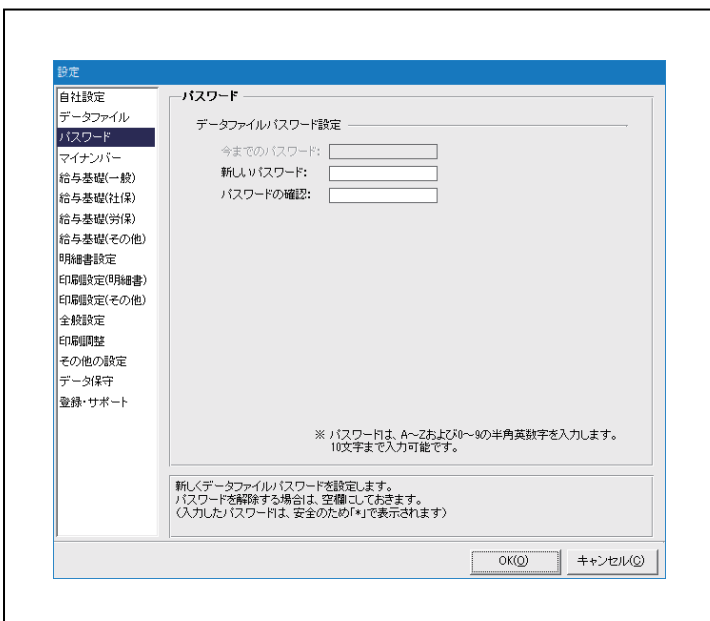 設定
自社設定
データファイル
パスワード
マイナンバー
給与基礎(一般)
給与基礎(社保)
給与基礎(労保)
給与基礎(その他)
明細書設定
印刷設定(明細書)
印刷設定(その他)
全般設定
印刷調整
その他の設定
データ保守
登録・サポート
パスワード
データファイルパスワード設定
今までのパスワード:
新しいパスワード:
パスワードの確認:
※ パスワードは、A～Zおよび0～9の半角英数字を入力します。
10文字まで入力可能です。
新しくデータファイルパスワードを設定します。
パスワードを解除する場合は、空欄にしておきます。
(入力したパスワードは、安全のため「*」で表示されます)
OK(O)
キャンセル(C)